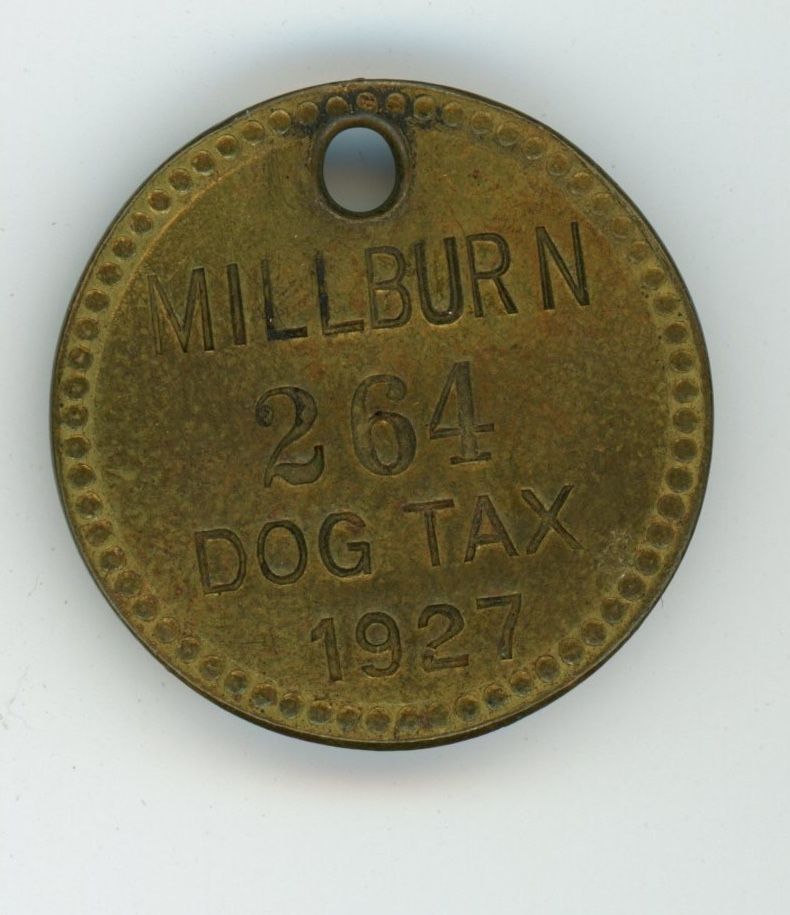 MILLBURN
264
DOG TAX
1927